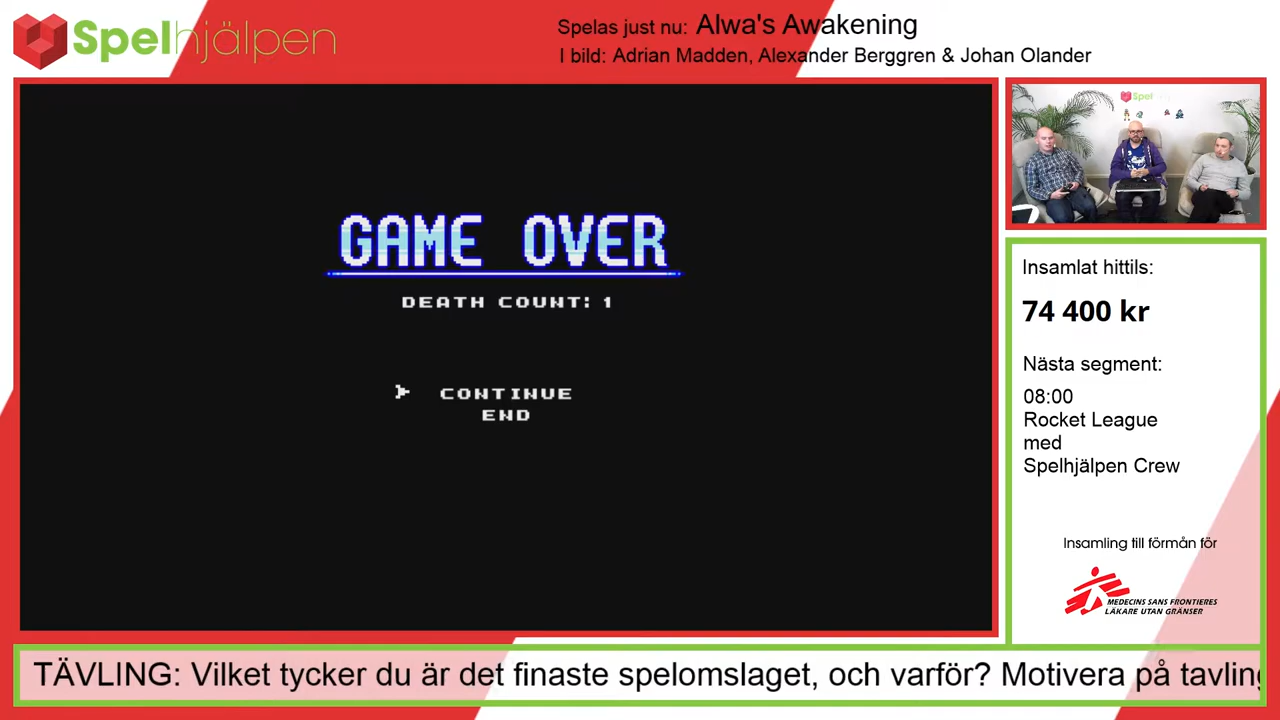 Spelhjälpen
Spelas just nu: Alwa's Awakening
I bild: Adrian Madden, Alexander Berggren & Johan Olander
GAME OVER
DEATH COUNT: 1
CONTINUE
END
Spel
Insamlat hittils:
74 400 kr
Nästa segment:
08:00
Rocket League
med
Spelhjälpen Crew
Insamling till förmån för
MEDECINS SANS FRONTIERES
LÄKARE UTAN GRÄNSER
TÄVLING: Vilket tycker du är det finaste spelomslaget, och varför? Motivera på tavling